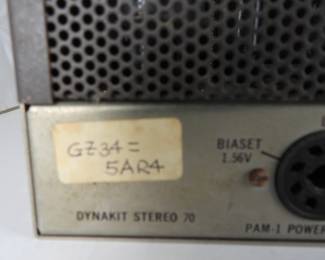 GZ34 =
5AR4
BIASET
1.56V
DYNAKIT STEREO 70
PAM-1 POWER